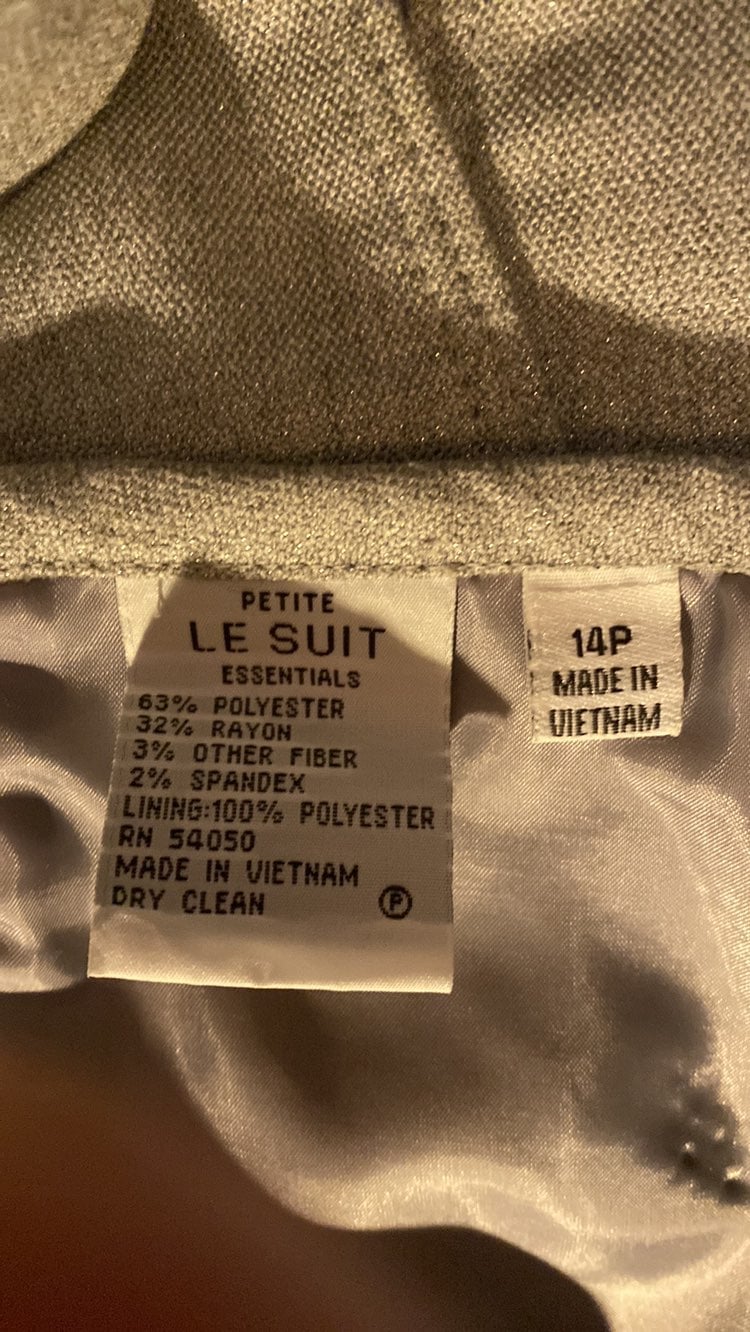 PETITE
LE SUIT
ESSENTIALS
63% POLYESTER
32% RAYON
3% OTHER FIBER
2% SPANDEX
LINING:100% POLYESTER
RN 54050
MADE IN VIETNAM
DRY CLEAN Ⓟ
14P
MADE IN
VIETNAM